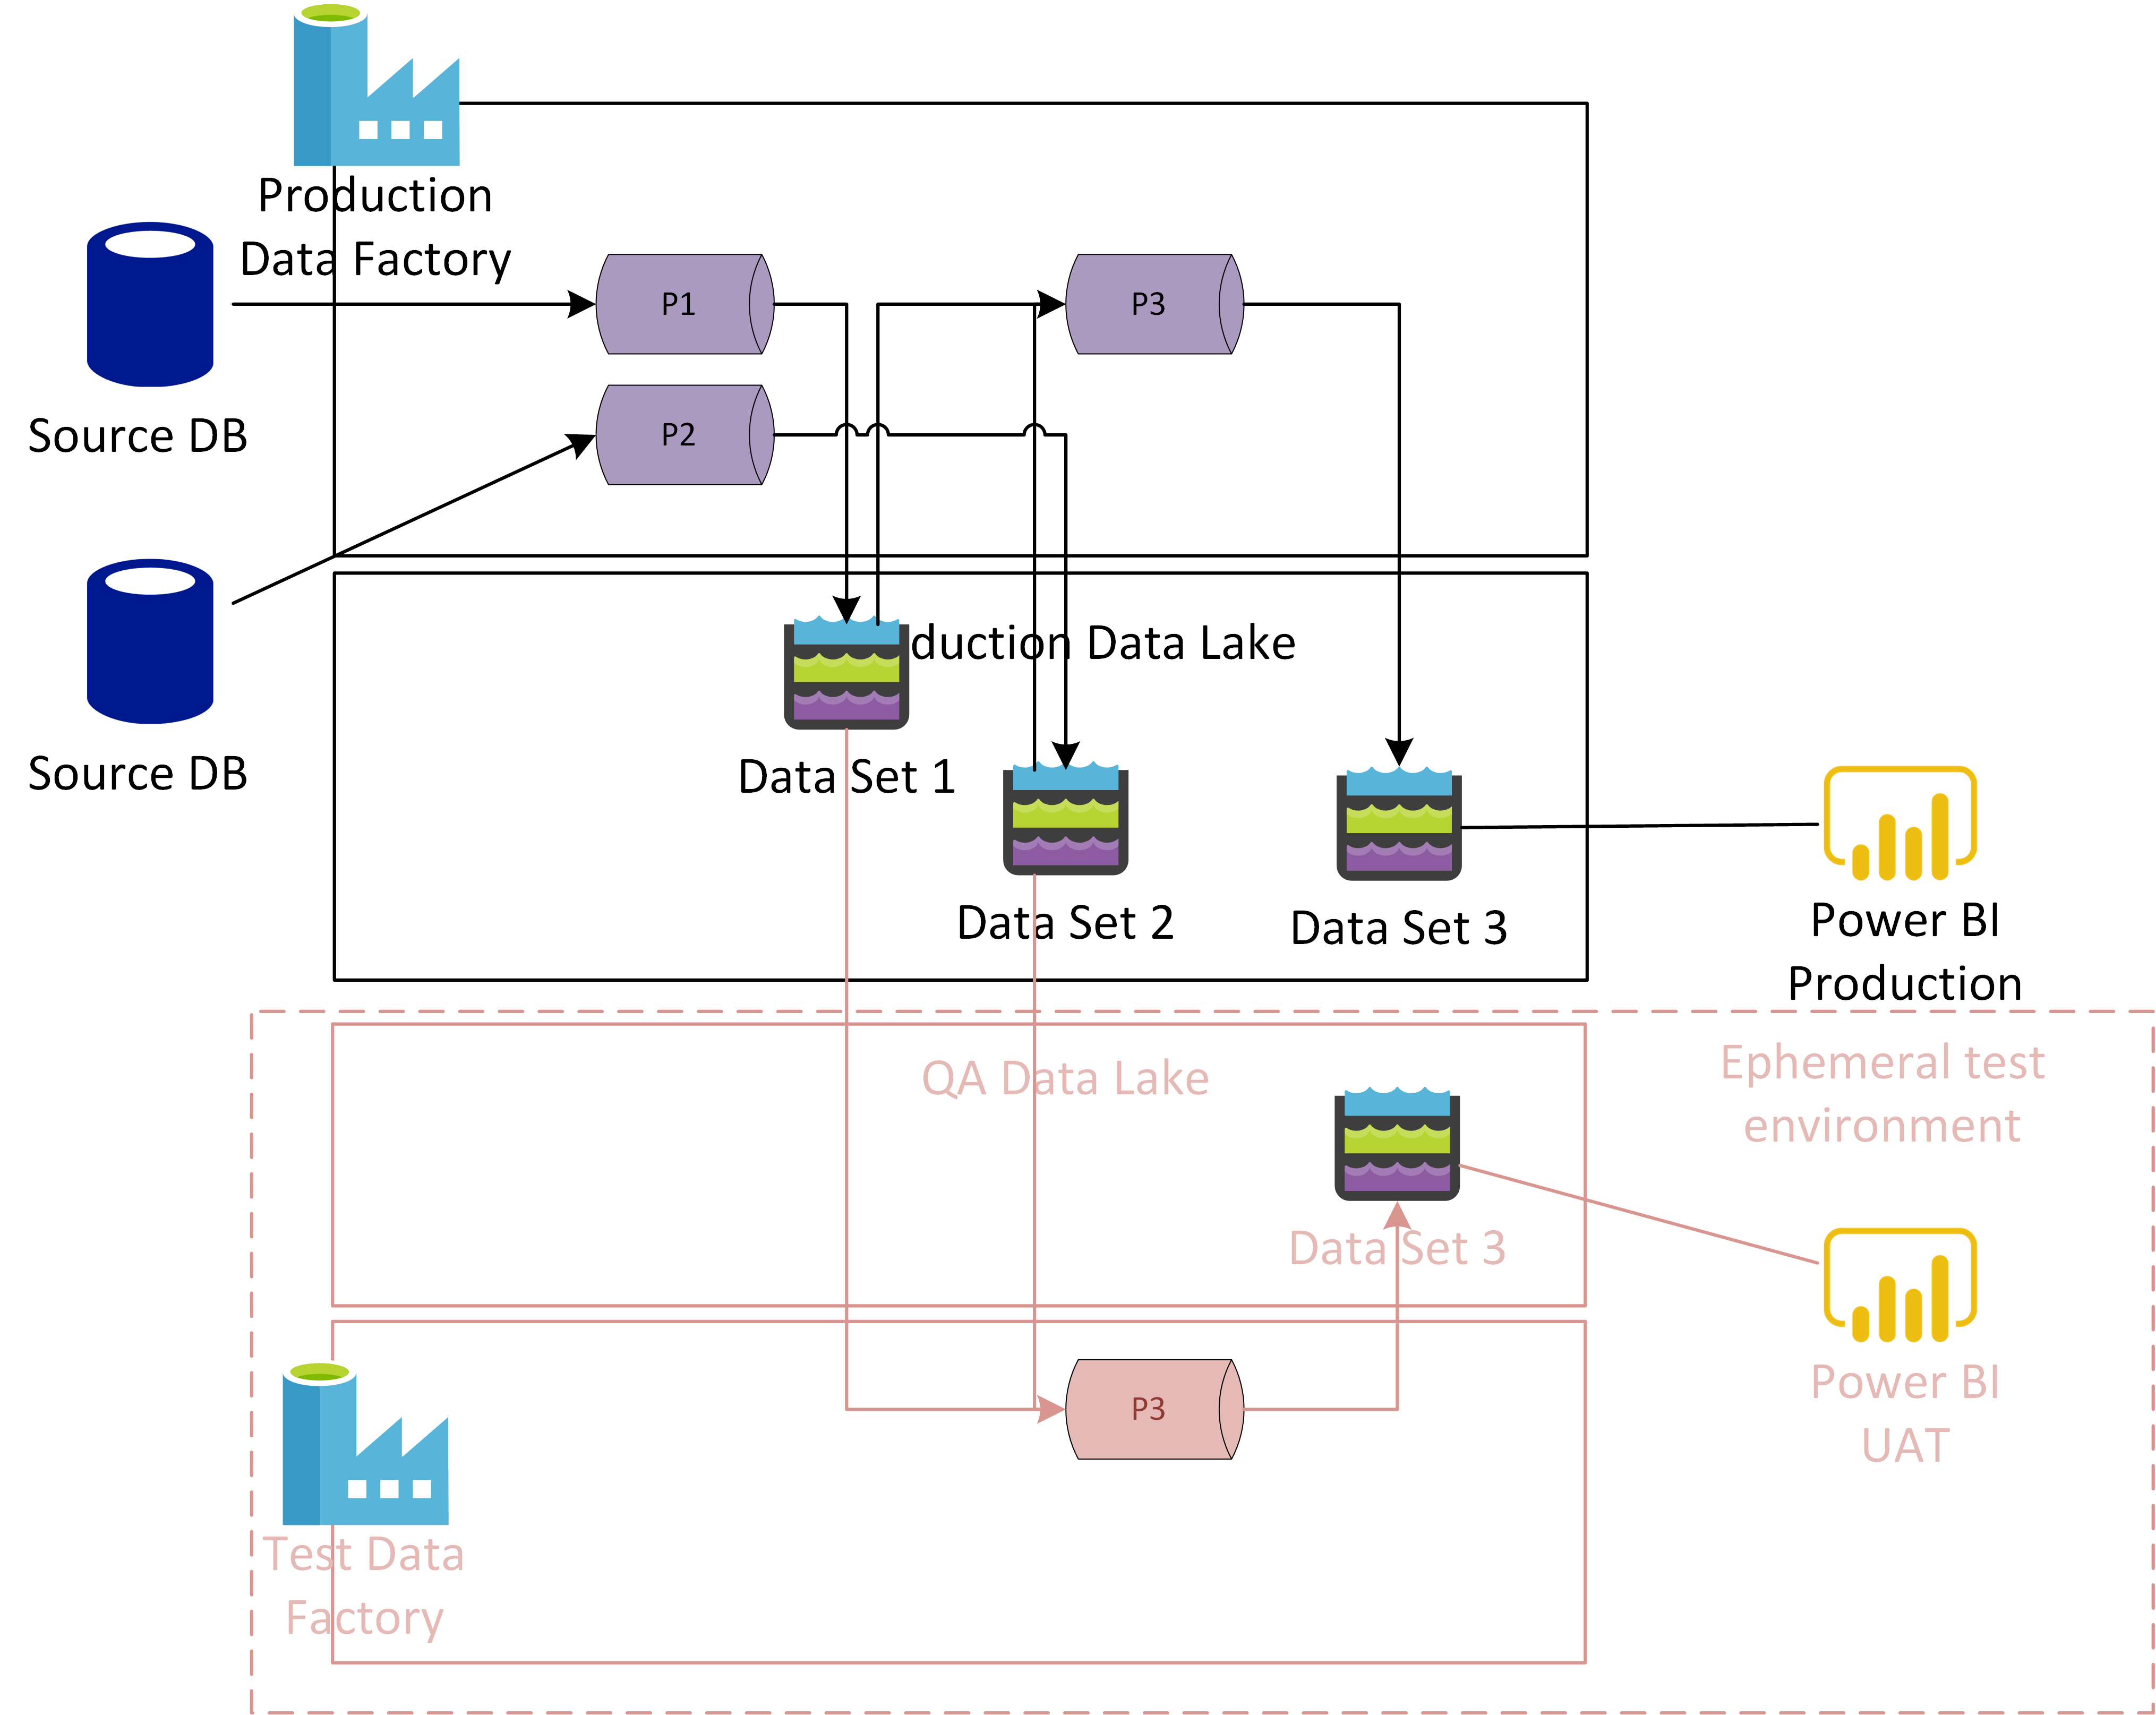 Production
Data Factory
P1
P3
P2
Source DB
duction Data Lake
Source DB
Data Set 1
Data Set 2
Data Set 3
Power BI
Production
QA Data Lake
Ephemeral test
environment
Data Set 3
Power BI
UAT
P3
Test Data
Factory